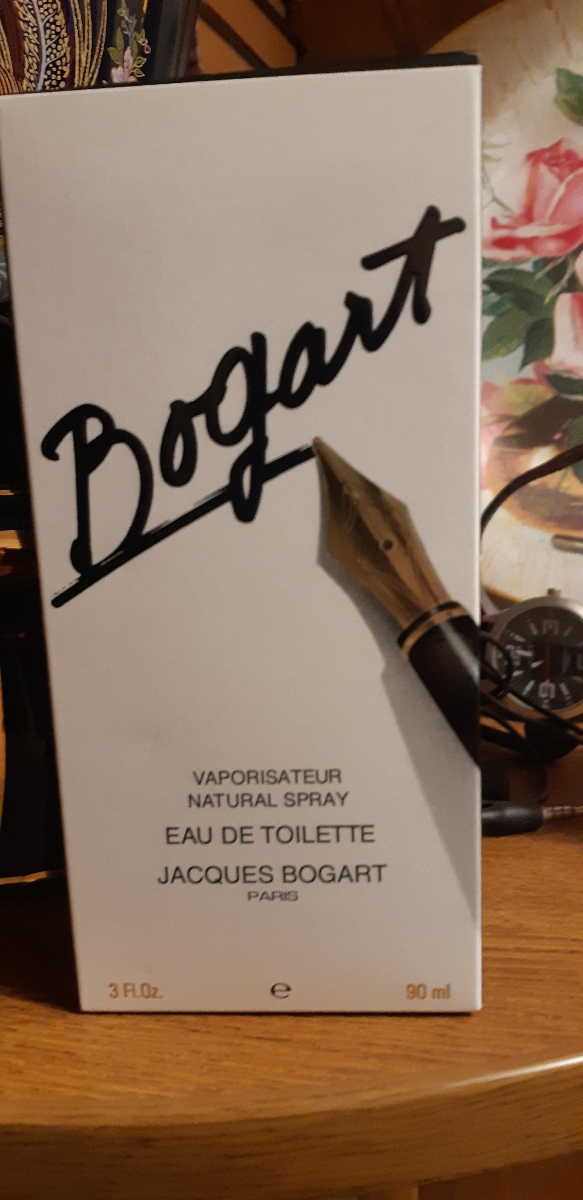 Bogart
VAPORISATEUR
NATURAL SPRAY
EAU DE TOILETTE
JACQUES BOGART
PARIS
3 Fl.Oz. ℮ 90 ml